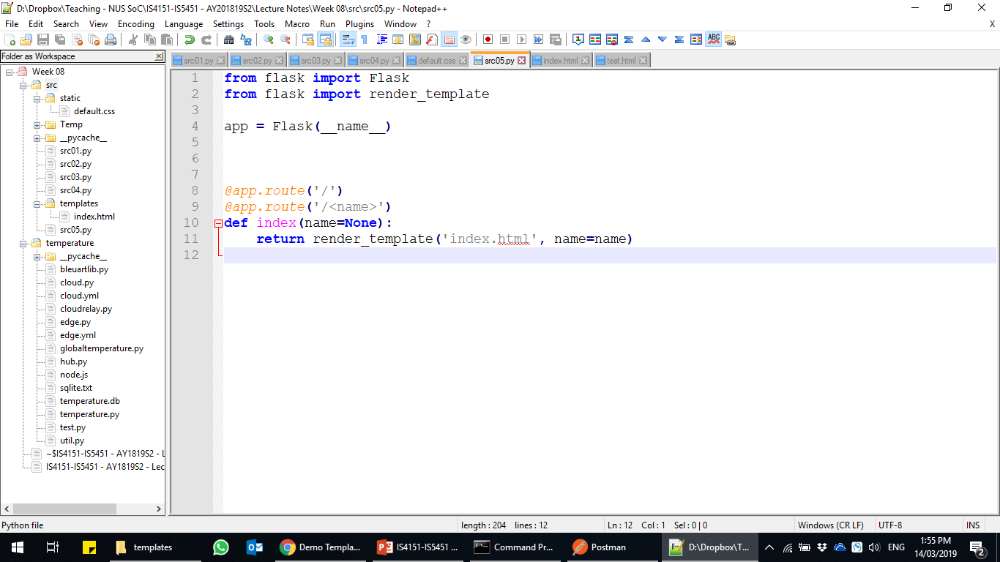 D:\Dropbox\Teaching - NUS SoC\IS4151-IS5451 - AY201819S2\Lecture Notes\Week 08\src\src05.py - Notepad++
File Edit Search View Encoding Language Settings Tools Macro Run Plugins Window ? X
Folder as Workspace
src01.py src02.py src03.py src04.py default.css src05.py index.html test.html
Week 08
src
static
default.css
Temp
__pycache__
src01.py
src02.py
src03.py
src04.py
templates
index.html
src05.py
temperature
__pycache__
bleuartlib.py
cloud.py
cloud.yml
cloudrelay.py
edge.py
edge.yml
globaltemperature.py
hub.py
node.js
sqlite.txt
temperature.db
temperature.py
test.py
util.py
~$IS4151-IS5451 - AY1819S2 - L
IS4151-IS5451 - AY1819S2 - Lec
1 from flask import Flask
2 from flask import render_template
3
4 app = Flask(__name__)
5
6
7
8 @app.route('/')
9 @app.route('/<name>')
10 def index(name=None):
11     return render_template('index.html', name=name)
12
Python file length : 204 lines : 12 Ln : 12 Col : 1 Sel : 0 | 0 Windows (CR LF) UTF-8 INS
templates Demo Templa... IS4151-IS5451 ... Command Pr... Postman D:\Dropbox\T... ENG 1:55 PM
14/03/2019 2